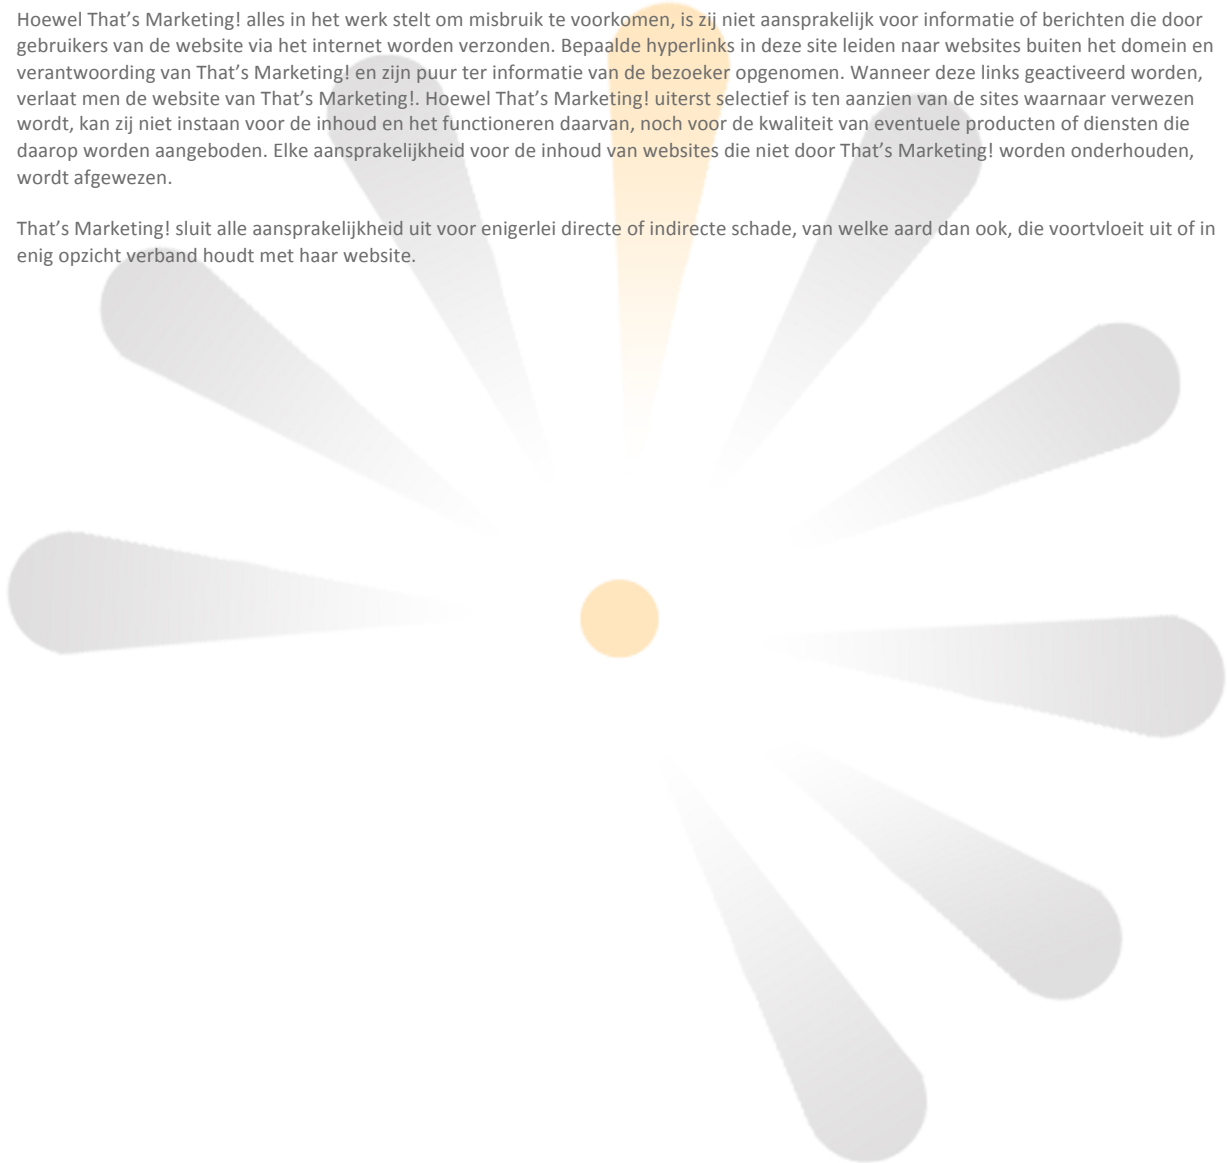 Hoewel That’s Marketing! alles in het werk stelt om misbruik te voorkomen, is zij niet aansprakelijk voor informatie of berichten die door
gebruikers van de website via het internet worden verzonden. Bepaalde hyperlinks in deze site leiden naar websites buiten het domein en
verantwoording van That’s Marketing! en zijn puur ter informatie van de bezoeker opgenomen. Wanneer deze links geactiveerd worden,
verlaat men de website van That’s Marketing!. Hoewel That’s Marketing! uiterst selectief is ten aanzien van de sites waarnaar verwezen
wordt, kan zij niet instaan voor de inhoud en het functioneren daarvan, noch voor de kwaliteit van eventuele producten of diensten die
daarop worden aangeboden. Elke aansprakelijkheid voor de inhoud van websites die niet door That’s Marketing! worden onderhouden,
wordt afgewezen.
That’s Marketing! sluit alle aansprakelijkheid uit voor enigerlei directe of indirecte schade, van welke aard dan ook, die voortvloeit uit of in
enig opzicht verband houdt met haar website.